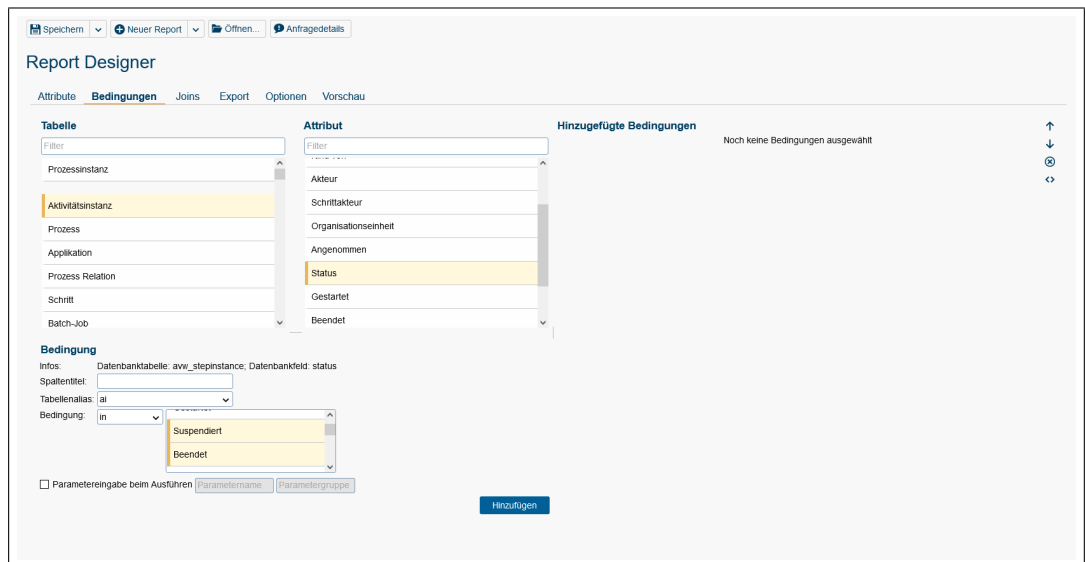 Speichern Neuer Report Öffnen... Anfragedetails
Report Designer
Attribute Bedingungen Joins Export Optionen Vorschau
Tabelle
Filter
Prozessinstanz
Aktivitätsinstanz
Prozess
Applikation
Prozess Relation
Schritt
Batch-Job
Attribut
Filter
Akteur
Schrittakteur
Organisationseinheit
Angenommen
Status
Gestartet
Beendet
Hinzugefügte Bedingungen
Noch keine Bedingungen ausgewählt
Bedingung
Infos: Datenbanktabelle: avw_stepinstance; Datenbankfeld: status
Spaltentitel:
Tabellenalias: ai
Bedingung: in
Suspendiert
Beendet
Parametereingabe beim Ausführen Parametername Parametergruppe
Hinzufügen